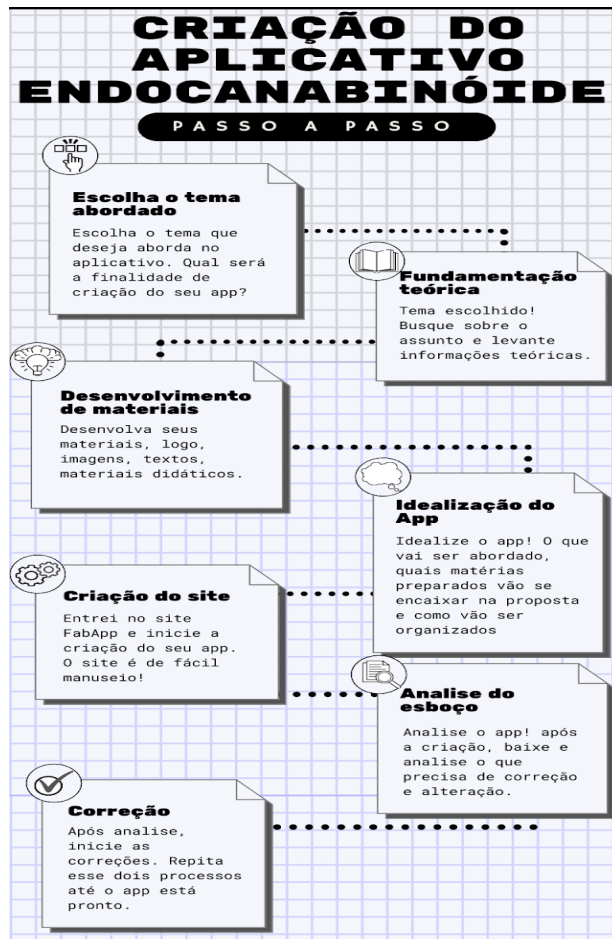 CRIAÇÃO DO
APLICATIVO
ENDOCANABINÓIDE
PASSO A PASSO
Escolha o tema
abordado
Escolha o tema que
deseja aborda no
aplicativo. Qual será
a finalidade de
criação do seu app?
Fundamentação
teórica
Tema escolhido!
Busque sobre o
assunto e levante
informações teóricas.
Desenvolvimento
de materiais
Desenvolva seus
materiais, logo,
imagens, textos,
materiais didáticos.
Idealização do
App
Idealize o app! O que
vai ser abordado,
quais matérias
preparados vão se
encaixar na proposta
e como vão ser
organizados
Criação do site
Entrei no site
FabApp e inicie a
criação do seu app.
O site é de fácil
manuseio!
Analise do
esboço
Analise o app! após
a criação, baixe e
analise o que
precisa de correção
e alteração.
Correção
Após analise,
inicie as
correções. Repita
esse dois processos
até o app está
pronto.